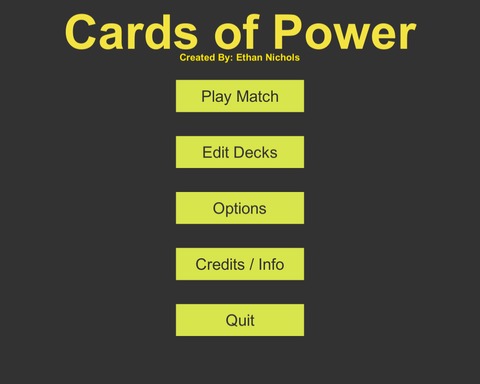 Cards of Power
Created By: Ethan Nichols
Play Match
Edit Decks
Options
Credits / Info
Quit